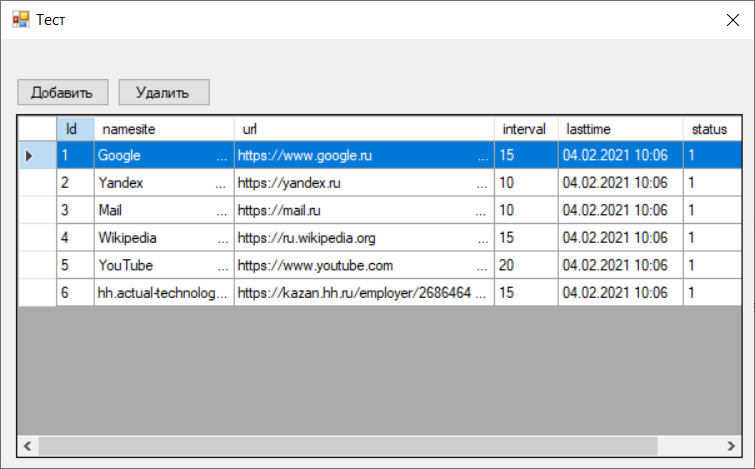 Тест
Добавить Удалить
Id namesite url interval lasttime status
1 Google ... https://www.google.ru ... 15 04.02.2021 10:06 1
2 Yandex ... https://yandex.ru ... 10 04.02.2021 10:06 1
3 Mail ... https://mail.ru ... 10 04.02.2021 10:06 1
4 Wikipedia ... https://ru.wikipedia.org ... 15 04.02.2021 10:06 1
5 YouTube ... https://www.youtube.com ... 20 04.02.2021 10:06 1
6 hh.actual-technolog... https://kazan.hh.ru/employer/2686464 ... 15 04.02.2021 10:06 1